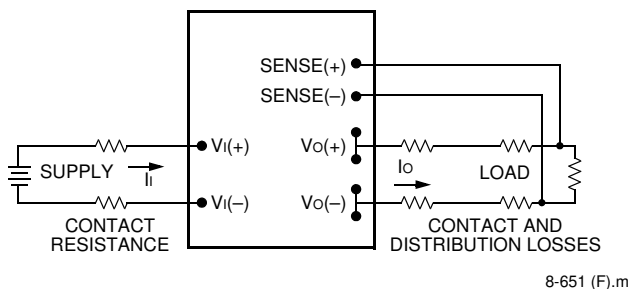 SENSE(+)
SENSE(–)
VI(+)
VO(+)
SUPPLY
II
IO
LOAD
VI(–)
VO(–)
CONTACT
RESISTANCE
CONTACT AND
DISTRIBUTION LOSSES
8-651 (F).m